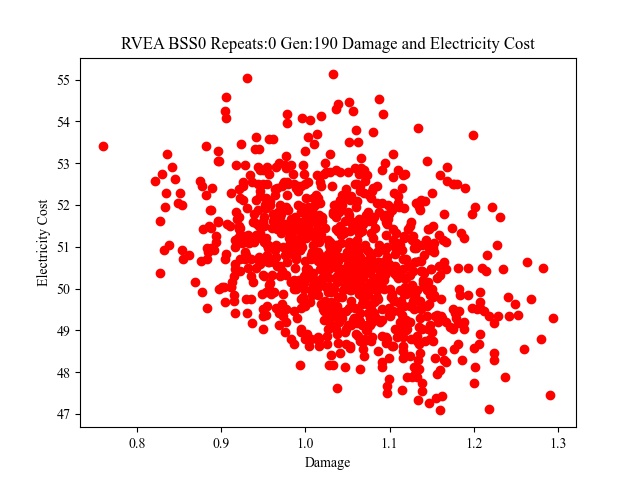 RVEA BSS0 Repeats:0 Gen:190 Damage and Electricity Cost
55
54
53
52
51
50
49
48
47
Electricity Cost
0.8 0.9 1.0 1.1 1.2 1.3
Damage